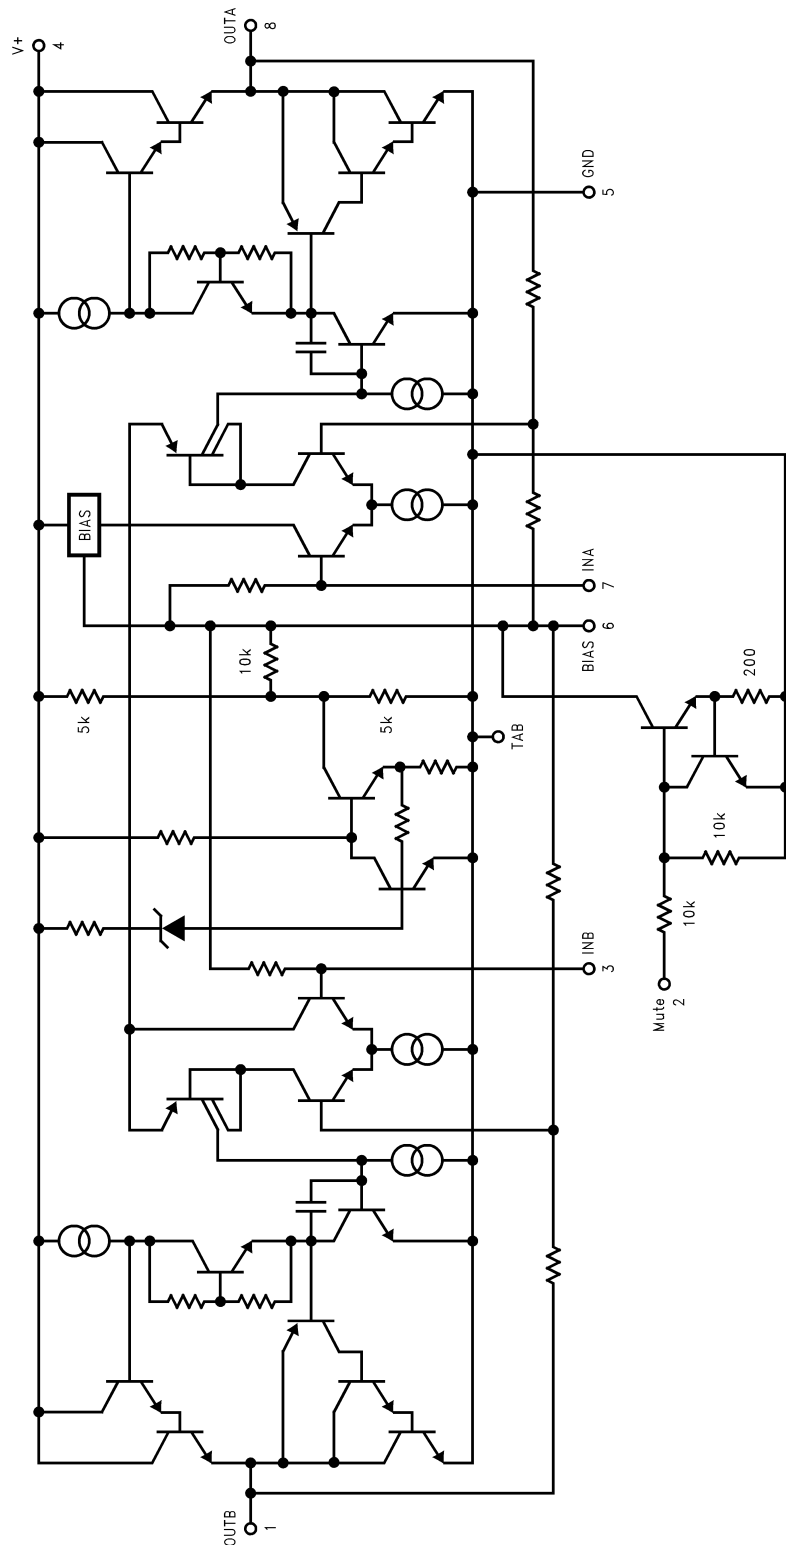 V+
4
OUTA
8
GND
5
BIAS
INA
7
BIAS
6
10k
5k
5k
TAB
200
10k
10k
Mute
2
INB
3
OUTB
1